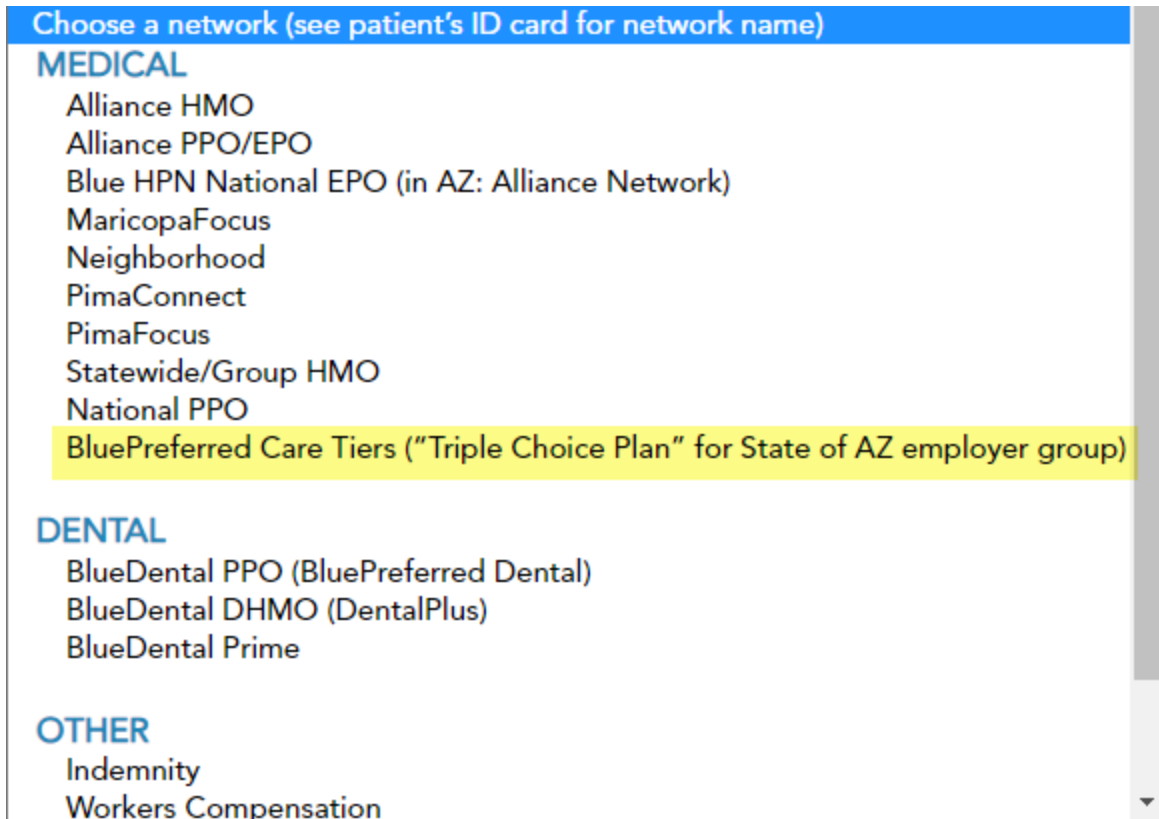 Choose a network (see patient’s ID card for network name)
MEDICAL
Alliance HMO
Alliance PPO/EPO
Blue HPN National EPO (in AZ: Alliance Network)
MaricopaFocus
Neighborhood
PimaConnect
PimaFocus
Statewide/Group HMO
National PPO
BluePreferred Care Tiers (“Triple Choice Plan” for State of AZ employer group)
DENTAL
BlueDental PPO (BluePreferred Dental)
BlueDental DHMO (DentalPlus)
BlueDental Prime
OTHER
Indemnity
Workers Compensation